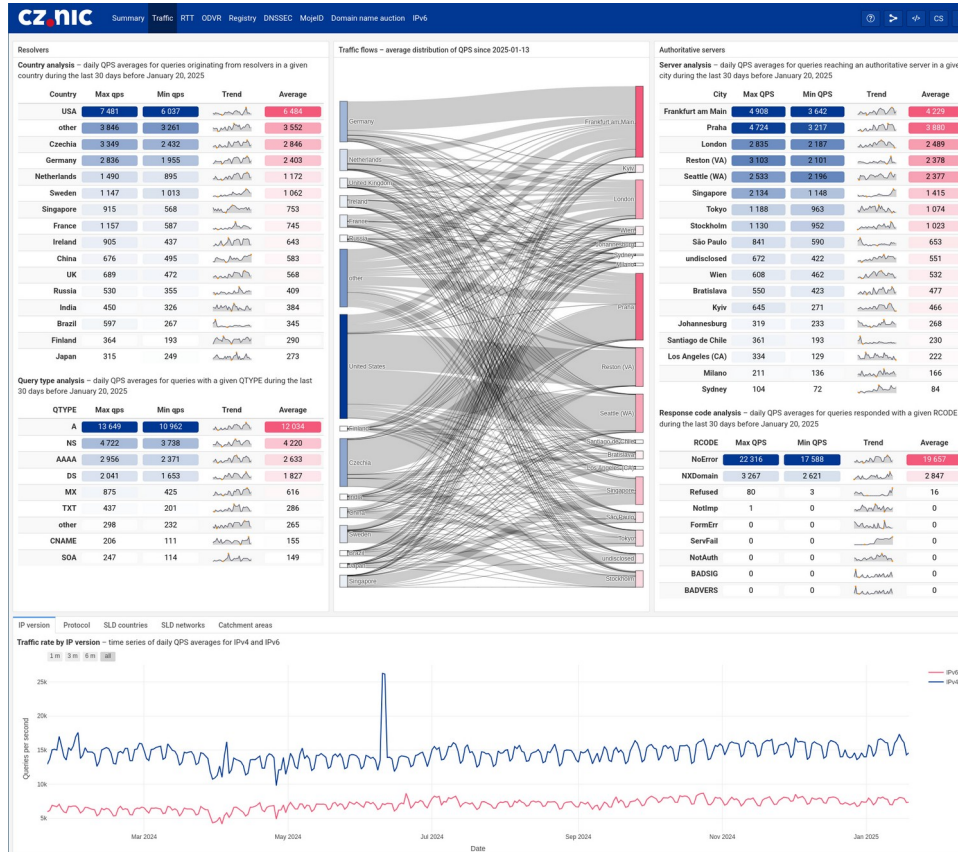 CZ.NIC Summary Traffic RTT ODVR Registry DNSSEC MojeID Domain name auction IPv6 CS
Resolvers
Country analysis – daily QPS averages for queries originating from resolvers in a given
country during the last 30 days before January 20, 2025
Country Max qps Min qps Trend Average
USA 7 481 6 037 6 484
other 3 846 3 261 3 552
Czechia 3 349 2 432 2 846
Germany 2 836 1 955 2 403
Netherlands 1 490 895 1 172
Sweden 1 147 1 013 1 062
Singapore 915 568 753
France 1 157 587 745
Ireland 905 437 643
China 676 495 583
UK 689 472 568
Russia 530 355 409
India 450 326 384
Brazil 597 267 345
Finland 364 193 290
Japan 315 249 273
Query type analysis – daily QPS averages for queries with a given QTYPE during the last
30 days before January 20, 2025
QTYPE Max qps Min qps Trend Average
A 13 649 10 962 12 034
NS 4 722 3 738 4 220
AAAA 2 956 2 371 2 633
DS 2 041 1 653 1 827
MX 875 425 616
TXT 437 201 286
other 298 232 265
CNAME 206 111 155
SOA 247 114 149
Traffic flows – average distribution of QPS since 2025-01-13
Germany
Netherlands
United Kingdom
Ireland
France
Russia
other
United States
Finland
Czechia
India
China
Sweden
Brazil
Japan
Singapore
Frankfurt am Main
Kyiv
London
Wien
Johannesburg
Sydney
Milano
Praha
Reston (VA)
Seattle (WA)
Santiago de Chile
Bratislava
Los Angeles (CA)
Singapore
São Paulo
Tokyo
undisclosed
Stockholm
Authoritative servers
Server analysis – daily QPS averages for queries reaching an authoritative server in a give
city during the last 30 days before January 20, 2025
City Max QPS Min QPS Trend Average
Frankfurt am Main 4 908 3 642 4 229
Praha 4 724 3 217 3 880
London 2 835 2 187 2 489
Reston (VA) 3 103 2 101 2 378
Seattle (WA) 2 533 2 196 2 377
Singapore 2 134 1 148 1 415
Tokyo 1 188 963 1 074
Stockholm 1 130 952 1 023
São Paulo 841 590 653
undisclosed 672 422 551
Wien 608 462 532
Bratislava 550 423 477
Kyiv 645 271 466
Johannesburg 319 233 268
Santiago de Chile 361 193 230
Los Angeles (CA) 334 129 222
Milano 211 136 166
Sydney 104 72 84
Response code analysis – daily QPS averages for queries responded with a given RCODE
during the last 30 days before January 20, 2025
RCODE Max QPS Min QPS Trend Average
NoError 22 316 17 588 19 657
NXDomain 3 267 2 621 2 847
Refused 80 3 16
NotImp 1 0 0
FormErr 0 0 0
ServFail 0 0 0
NotAuth 0 0 0
BADSIG 0 0 0
BADVERS 0 0 0
IP version Protocol SLD countries SLD networks Catchment areas
Traffic rate by IP version – time series of daily QPS averages for IPv4 and IPv6
1 m 3 m 6 m all
IPv6
IPv4
Queries per second
25k
20k
15k
10k
5k
Mar 2024 May 2024 Jul 2024 Sep 2024 Nov 2024 Jan 2025
Date